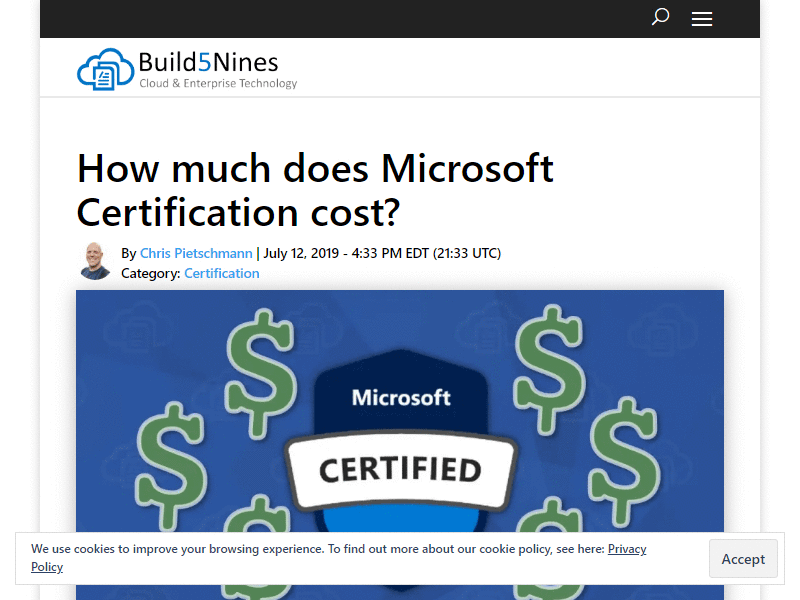 Build5Nines
Cloud & Enterprise Technology
How much does Microsoft
Certification cost?
By Chris Pietschmann | July 12, 2019 - 4:33 PM EDT (21:33 UTC)
Category: Certification
Microsoft
CERTIFIED
We use cookies to improve your browsing experience. To find out more about our cookie policy, see here: Privacy
Policy
Accept